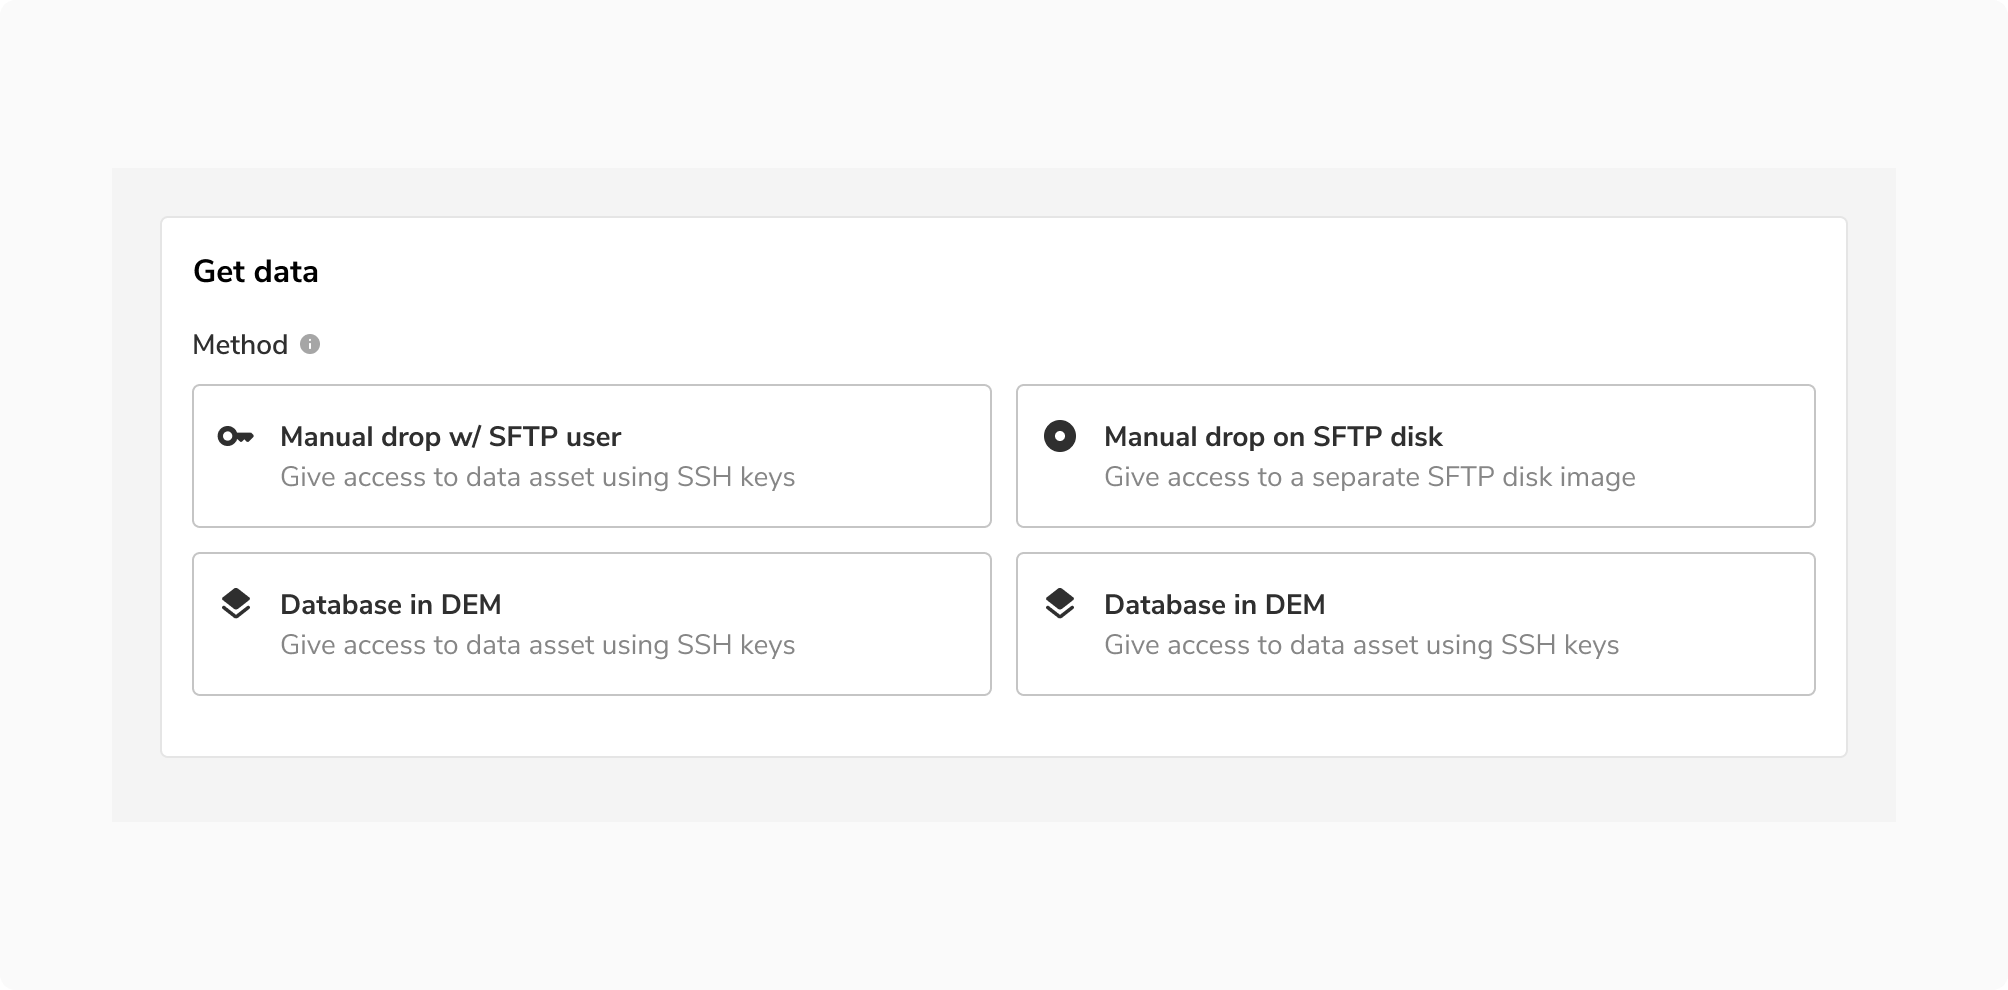 Get data
Method
Manual drop w/ SFTP user
Give access to data asset using SSH keys
Manual drop on SFTP disk
Give access to a separate SFTP disk image
Database in DEM
Give access to data asset using SSH keys
Database in DEM
Give access to data asset using SSH keys